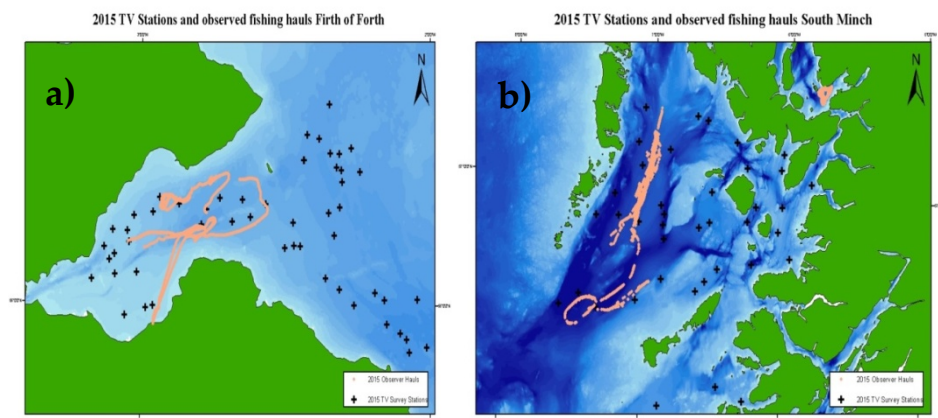 2015 TV Stations and observed fishing hauls Firth of Forth
a)
N
2015 Observer Hauls
2015 TV Survey Stations
2015 TV Stations and observed fishing hauls South Minch
b)
N
2015 Observer Hauls
2015 TV Survey Stations